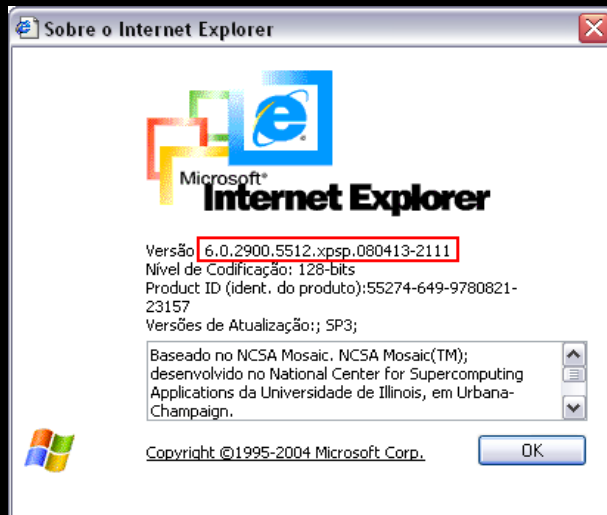 Sobre o Internet Explorer
Microsoft®
Internet Explorer
Versão 6.0.2900.5512.xpsp.080413-2111
Nível de Codificação: 128-bits
Product ID (ident. do produto):55274-649-9780821-
23157
Versões de Atualização:; SP3;
Baseado no NCSA Mosaic. NCSA Mosaic(TM);
desenvolvido no National Center for Supercomputing
Applications da Universidade de Illinois, em Urbana-
Champaign.
Copyright ©1995-2004 Microsoft Corp.
OK